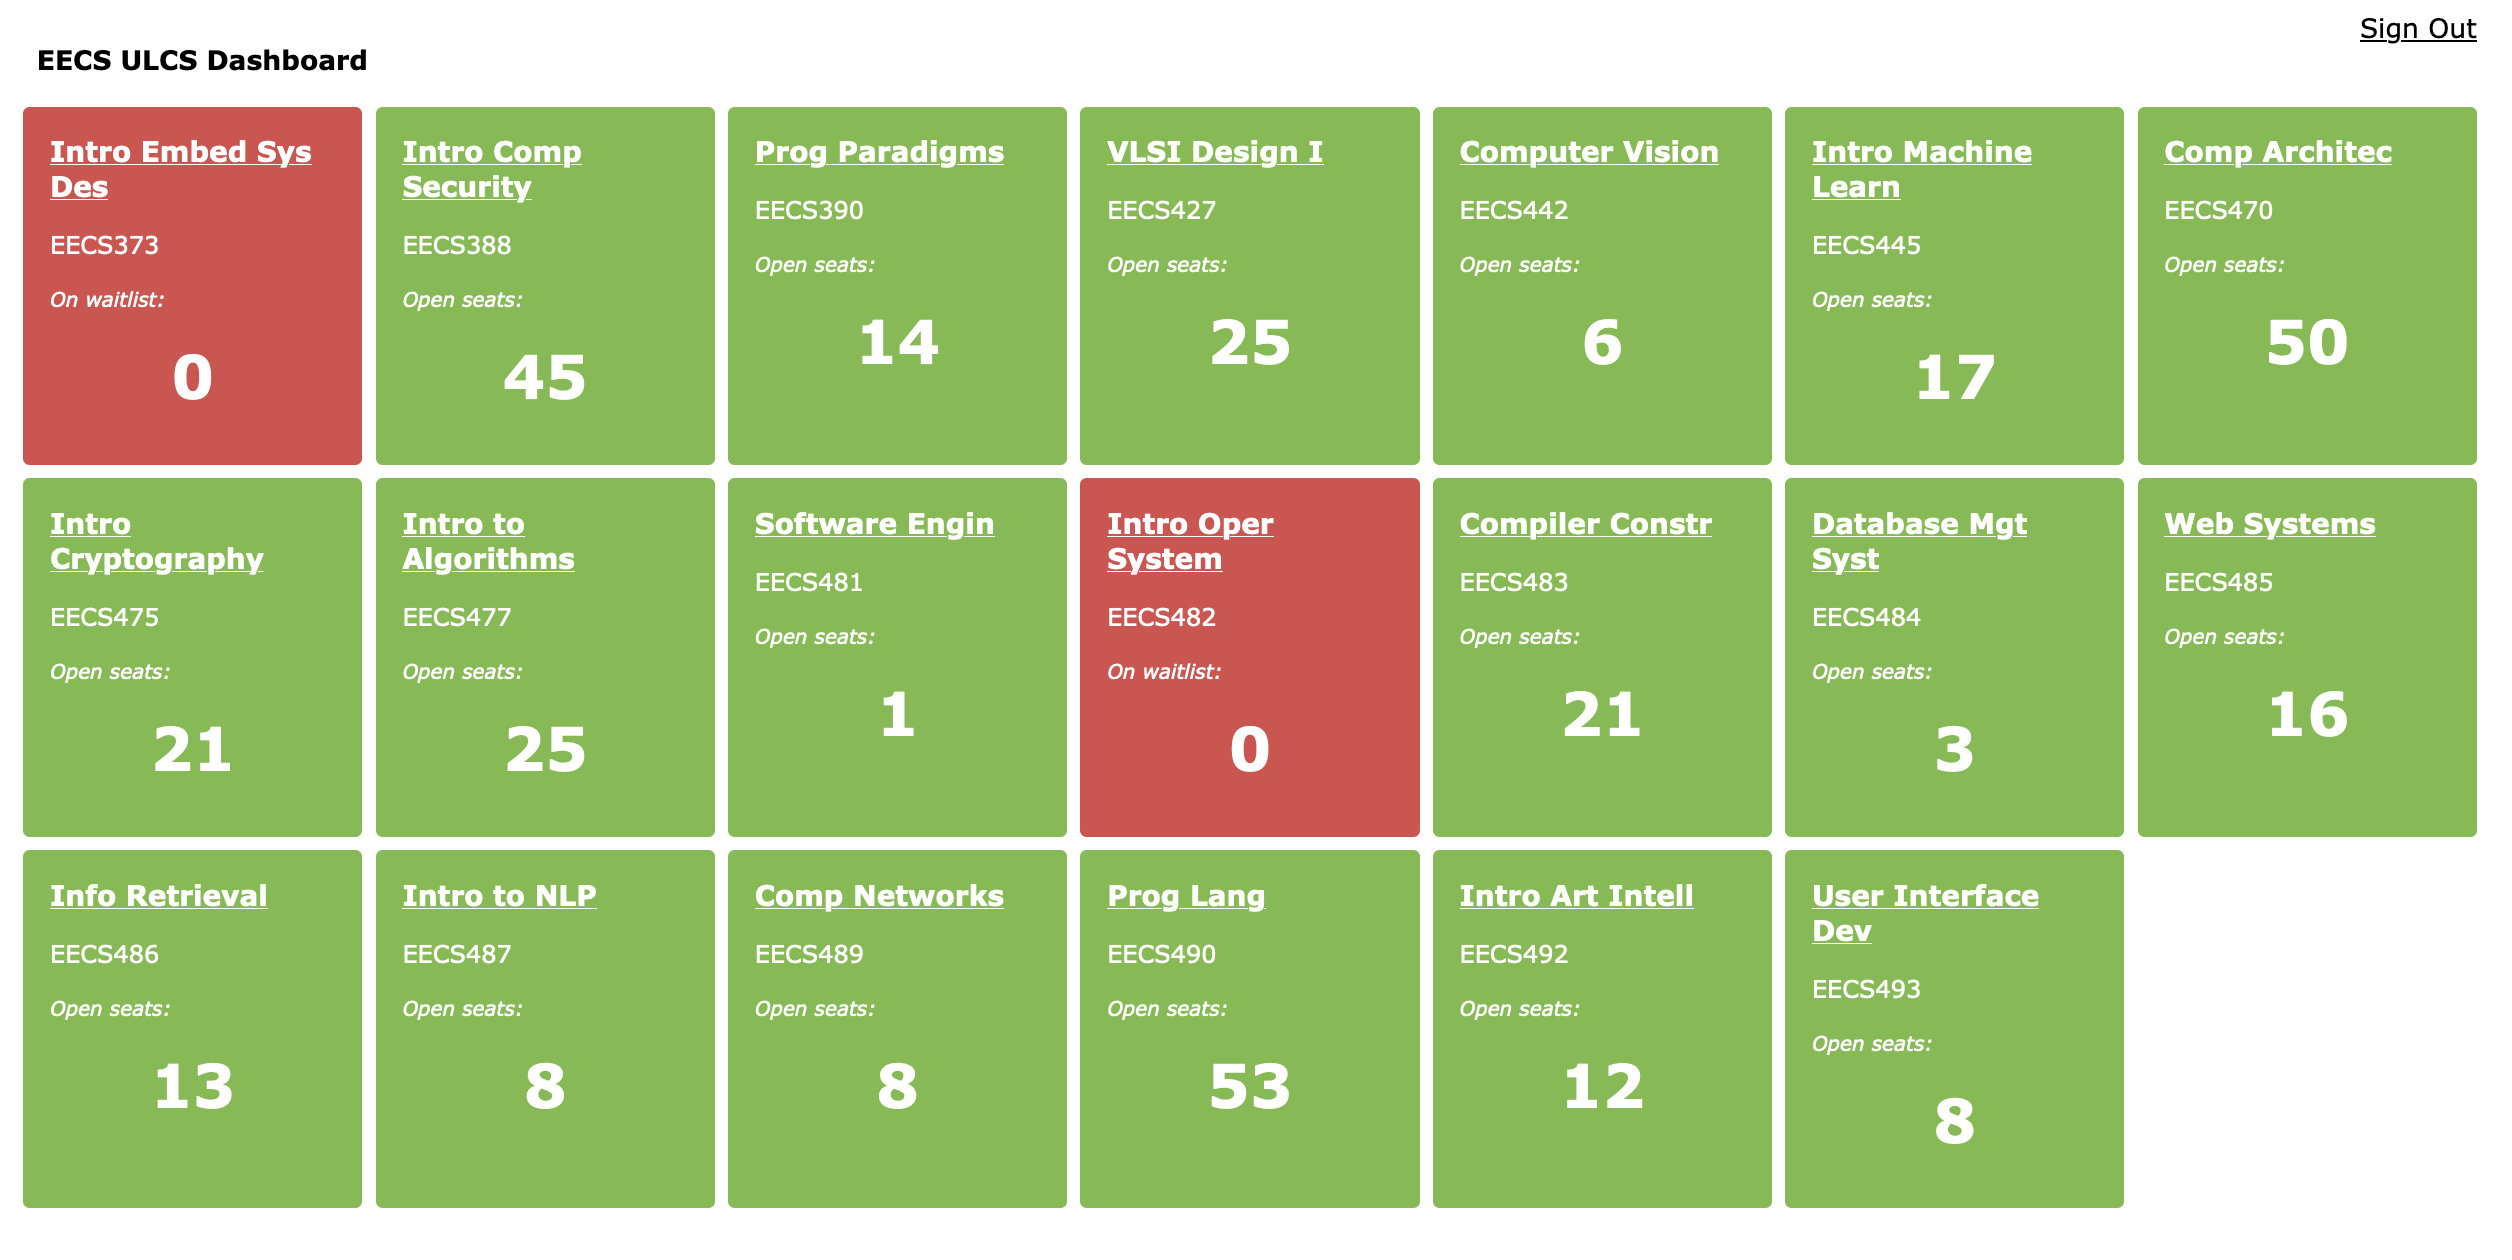 Sign Out
EECS ULCS Dashboard
Intro Embed Sys
Des
EECS373
On waitlist:
0
Intro Comp
Security
EECS388
Open seats:
45
Prog Paradigms
EECS390
Open seats:
14
VLSI Design I
EECS427
Open seats:
25
Computer Vision
EECS442
Open seats:
6
Intro Machine
Learn
EECS445
Open seats:
17
Comp Architec
EECS470
Open seats:
50
Intro
Cryptography
EECS475
Open seats:
21
Intro to
Algorithms
EECS477
Open seats:
25
Software Engin
EECS481
Open seats:
1
Intro Oper
System
EECS482
On waitlist:
0
Compiler Constr
EECS483
Open seats:
21
Database Mgt
Syst
EECS484
Open seats:
3
Web Systems
EECS485
Open seats:
16
Info Retrieval
EECS486
Open seats:
13
Intro to NLP
EECS487
Open seats:
8
Comp Networks
EECS489
Open seats:
8
Prog Lang
EECS490
Open seats:
53
Intro Art Intell
EECS492
Open seats:
12
User Interface
Dev
EECS493
Open seats:
8